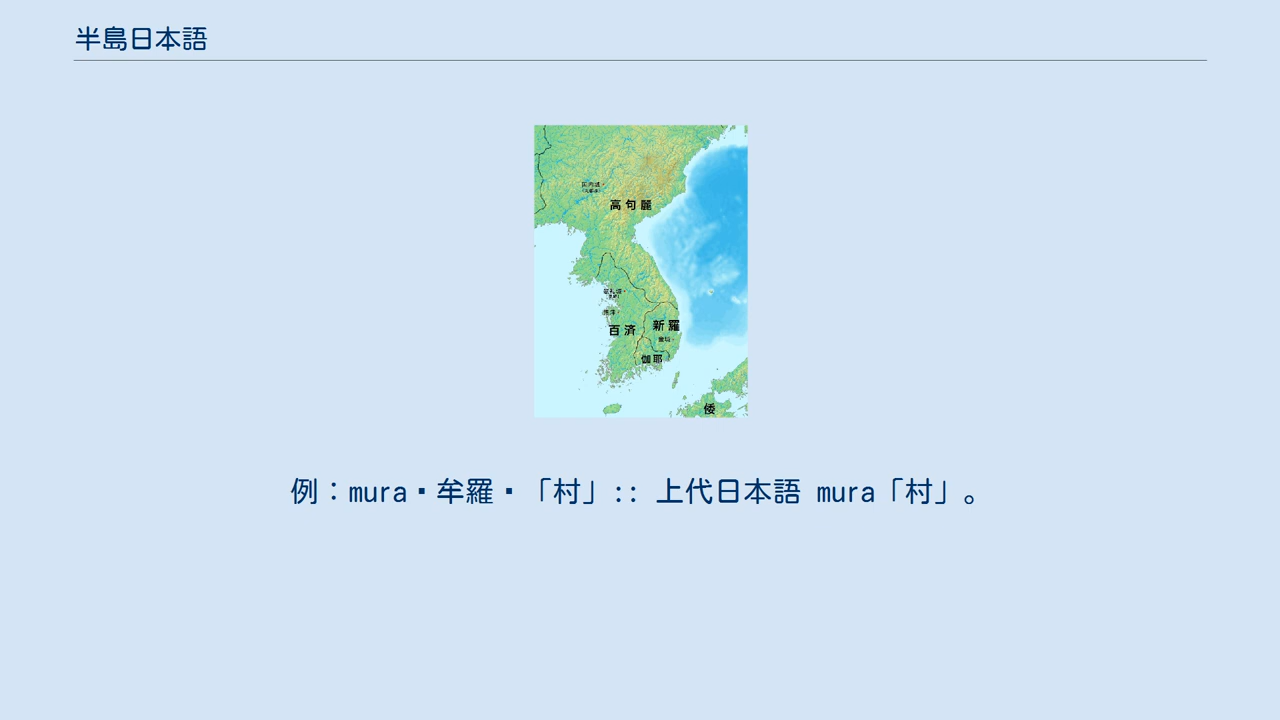 半島日本語
高句麗
百済
新羅
伽耶
倭
例：mura▪牟羅▪「村」:: 上代日本語 mura「村」。